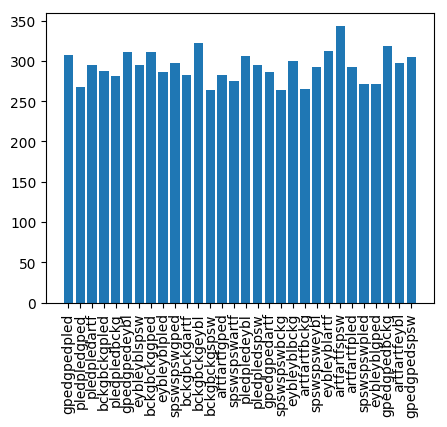 350
300
250
200
150
100
50
0
gpedgpedpled
pledpledgped
pledpledartf
bckgbckgpled
pledpledbckg
gpedgpedeybl
eybleyblspsw
bckgbckggped
eybleyblpled
spswspswgped
bckgbckgartf
bckgbckgeybl
bckgbckgspsw
artfartfgped
spswspswartf
pledpledeybl
pledpledspsw
gpedgpedartf
spswspswbckg
eybleyblbckg
artfartfbckg
spswspsweybl
eybleyblartf
artfartfspsw
artfartfpled
spswspswpled
eybleyblgped
gpedgpedbckg
artfartfeybl
gpedgpedspsw